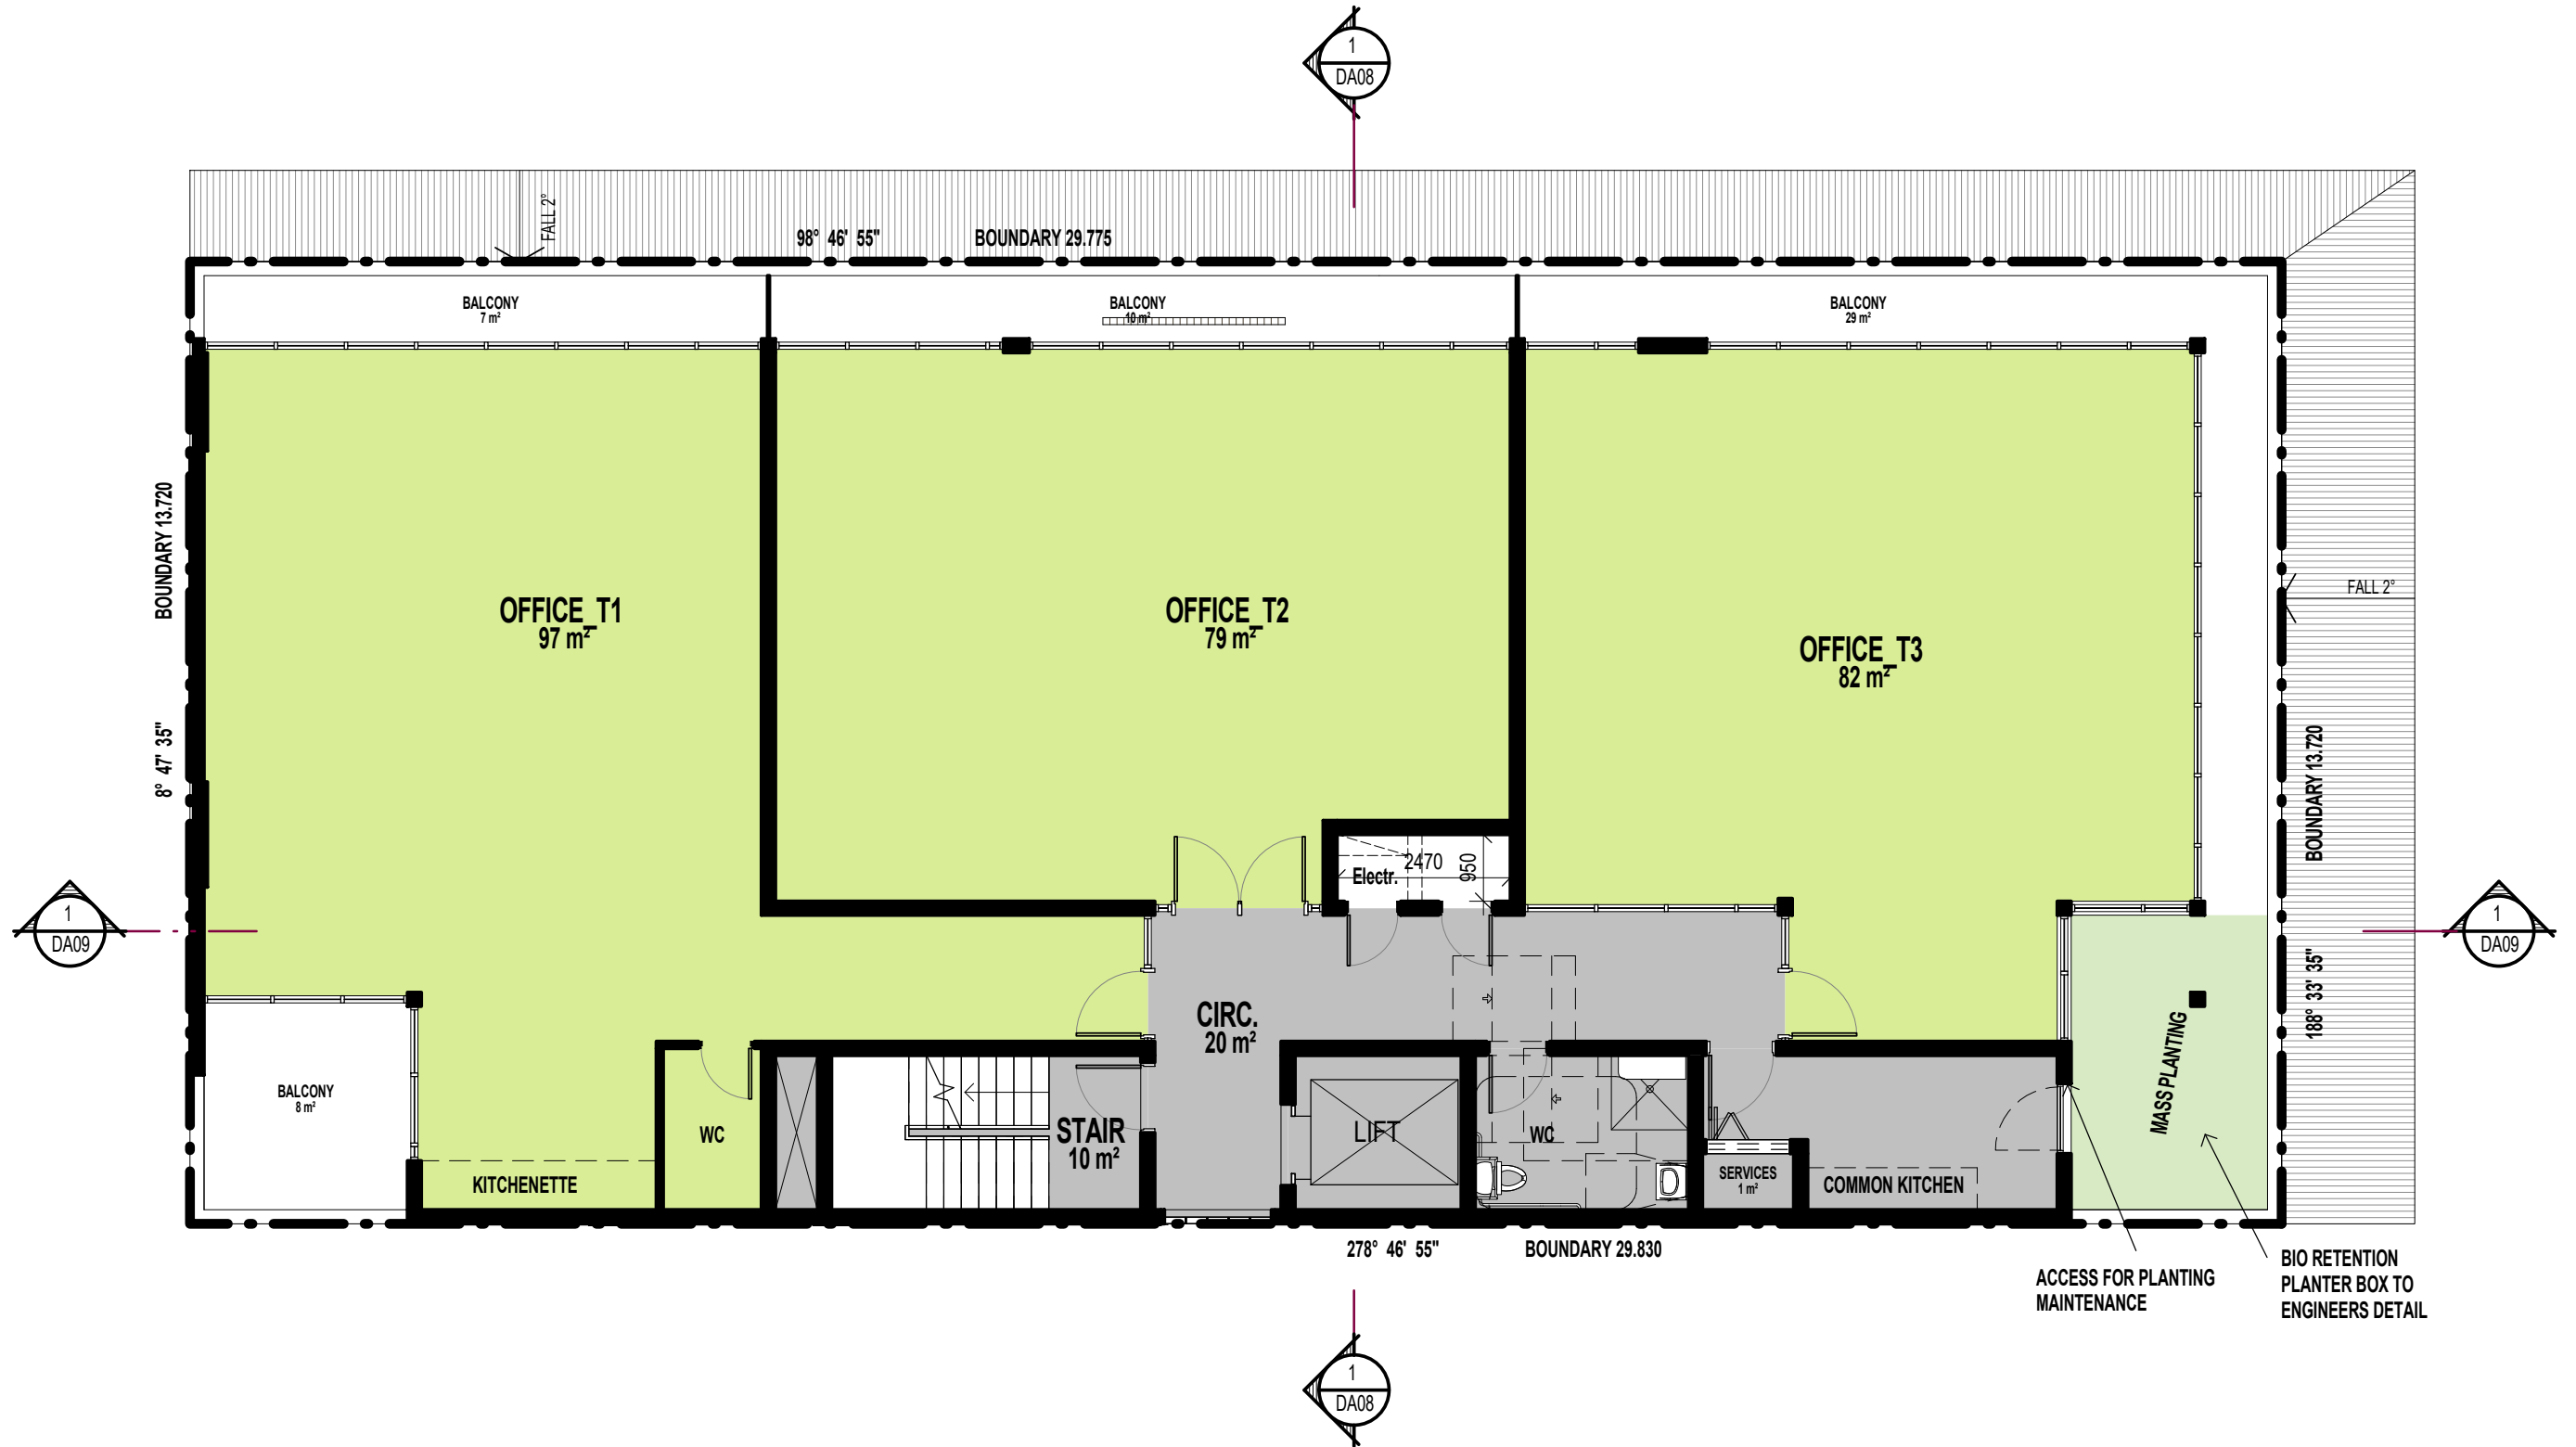 1
DA08
FALL 2°
98° 46' 55" BOUNDARY 29.775
BALCONY
7 m²
BALCONY
10 m²
BALCONY
29 m²
BOUNDARY 13.720
8° 47' 35"
OFFICE_T1
97 m²
OFFICE_T2
79 m²
OFFICE_T3
82 m²
FALL 2°
BOUNDARY 13.720
188° 33' 35"
2470
950
Electr.
1
DA09
1
DA09
CIRC.
20 m²
MASS PLANTING
BALCONY
8 m²
WC
STAIR
10 m²
LIFT
WC
KITCHENETTE
SERVICES
1 m²
COMMON KITCHEN
278° 46' 55" BOUNDARY 29.830
ACCESS FOR PLANTING
MAINTENANCE
BIO RETENTION
PLANTER BOX TO
ENGINEERS DETAIL
1
DA08